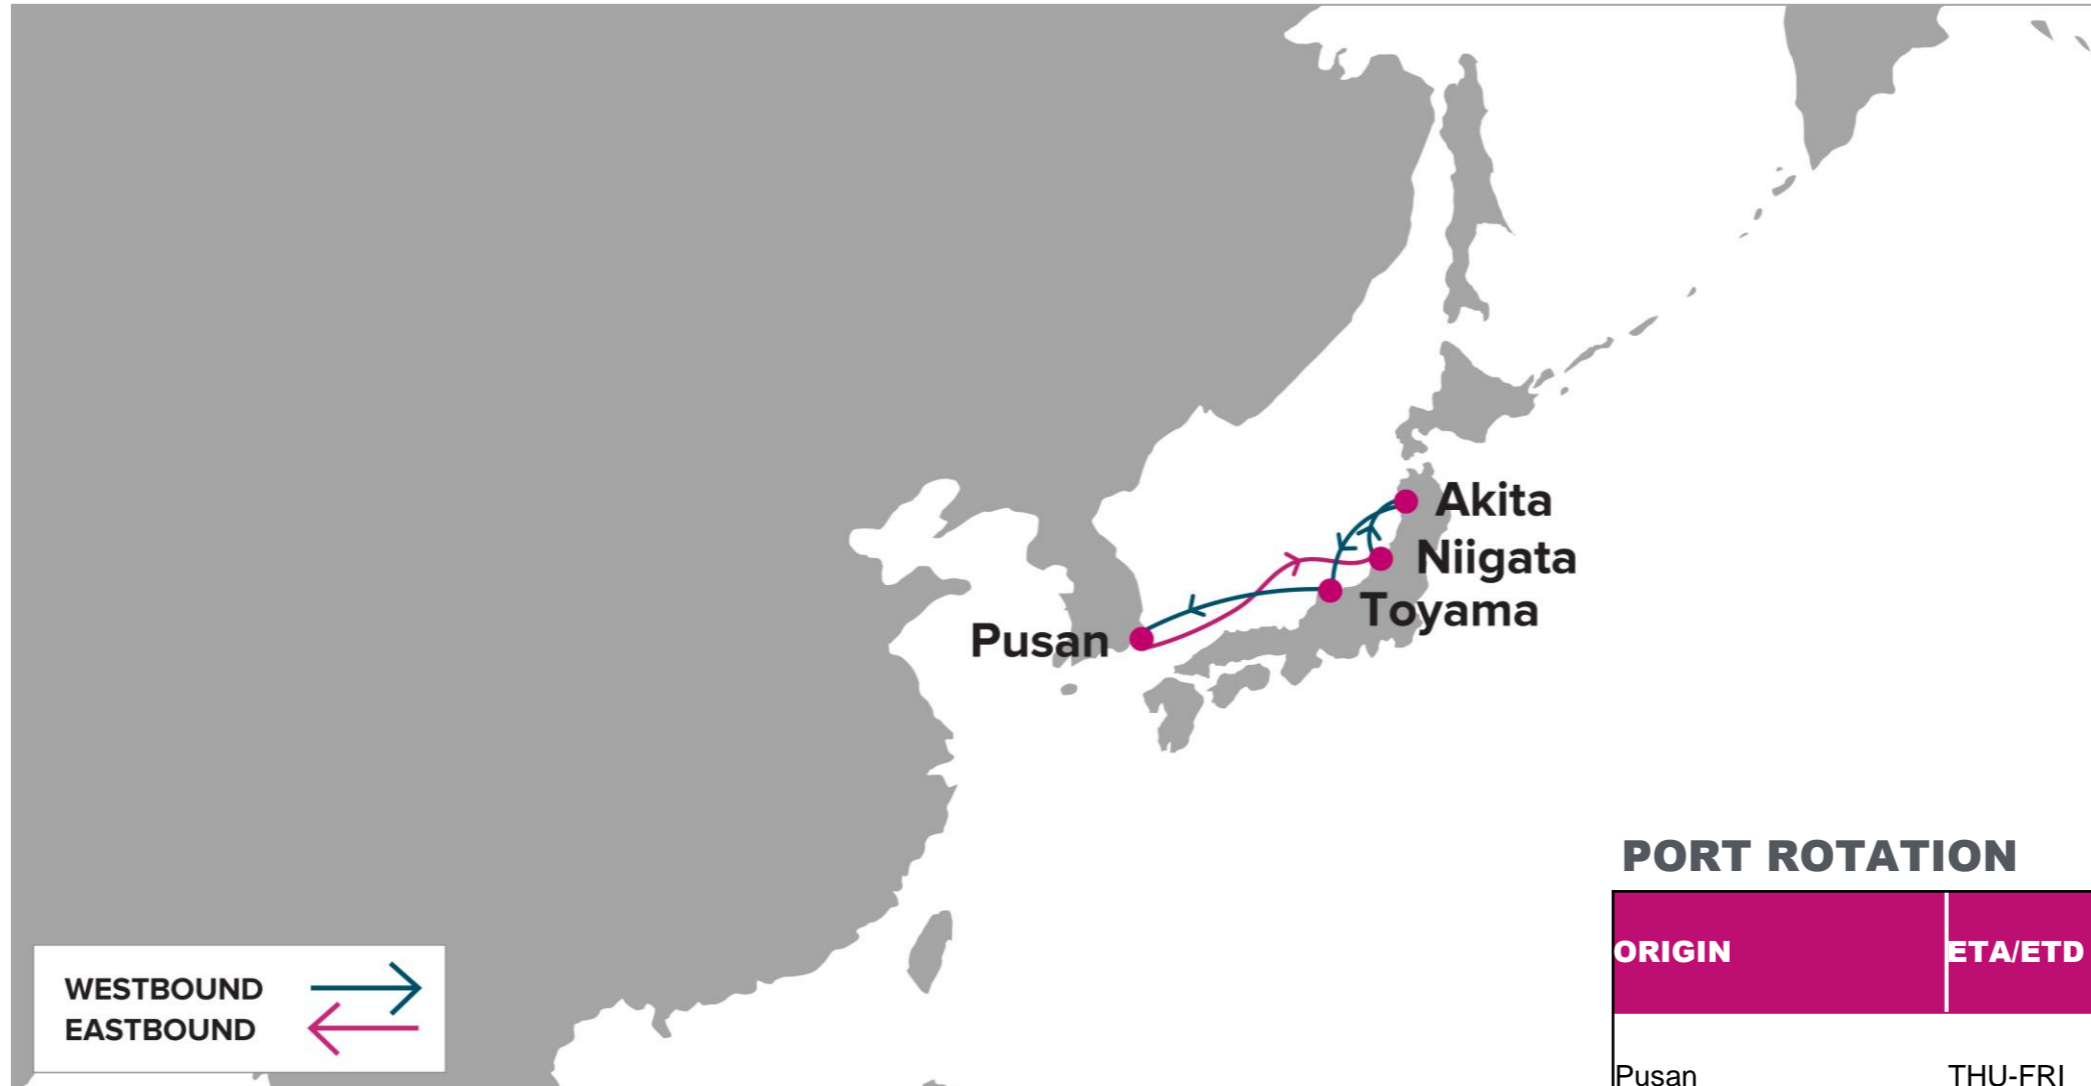 Akita
Niigata
Toyama
Pusan
PORT ROTATION
ORIGIN ETA/ETD
Pusan THU-FRI
WESTBOUND
EASTBOUND